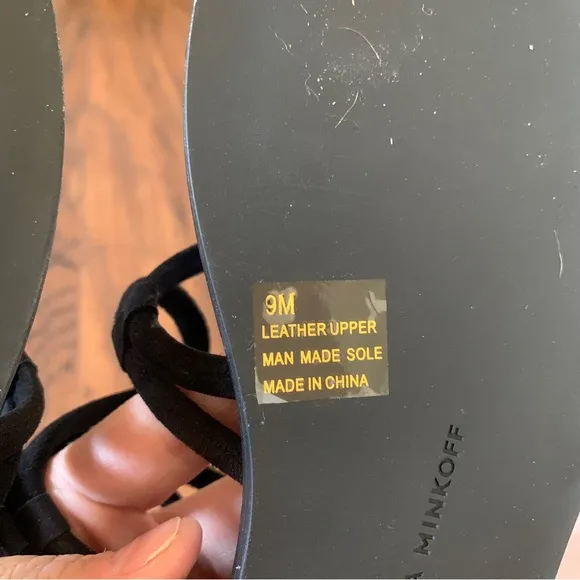 9M
LEATHER UPPER
MAN MADE SOLE
MADE IN CHINA
A MINKOFF